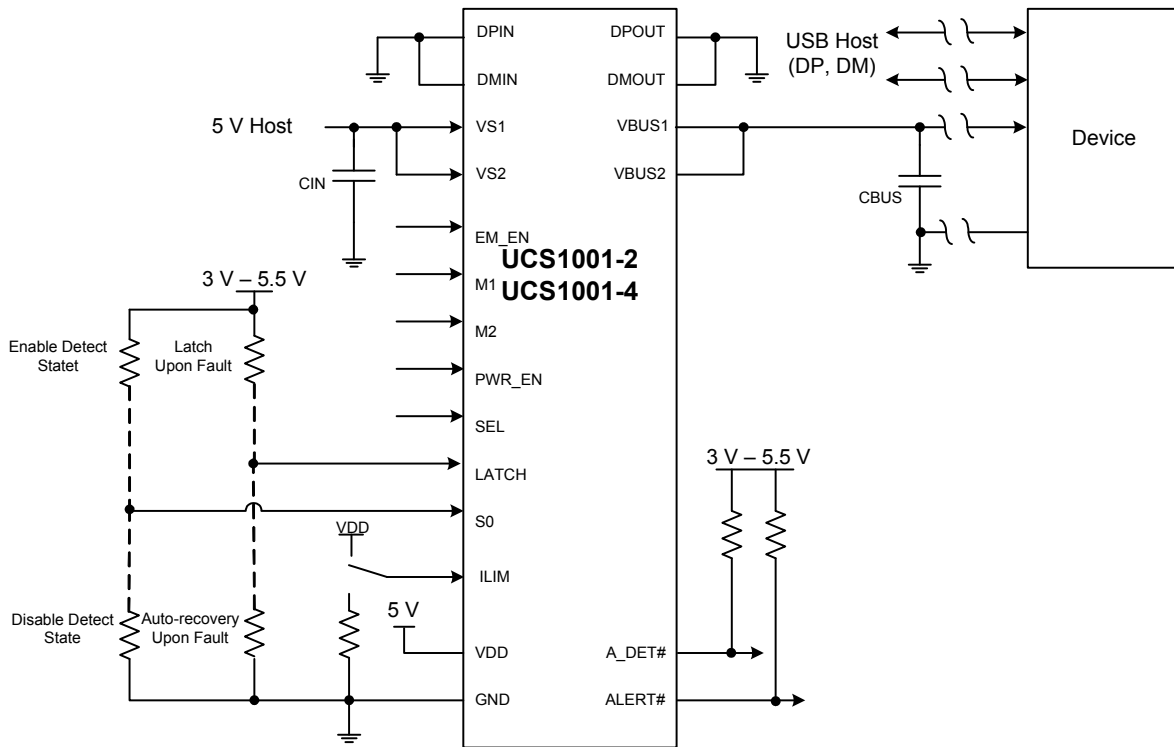 DPIN
DMIN
5 V Host
VS1
VS2
CIN
EM_EN
UCS1001-2
UCS1001-4
M1
M2
PWR_EN
SEL
LATCH
S0
ILIM
VDD
GND
3 V – 5.5 V
Enable Detect
Statet
Latch
Upon Fault
Disable Detect
State
Auto-recovery
Upon Fault
VDD
5 V
DPOUT
DMOUT
VBUS1
VBUS2
USB Host
(DP, DM)
CBUS
Device
3 V – 5.5 V
A_DET#
ALERT#